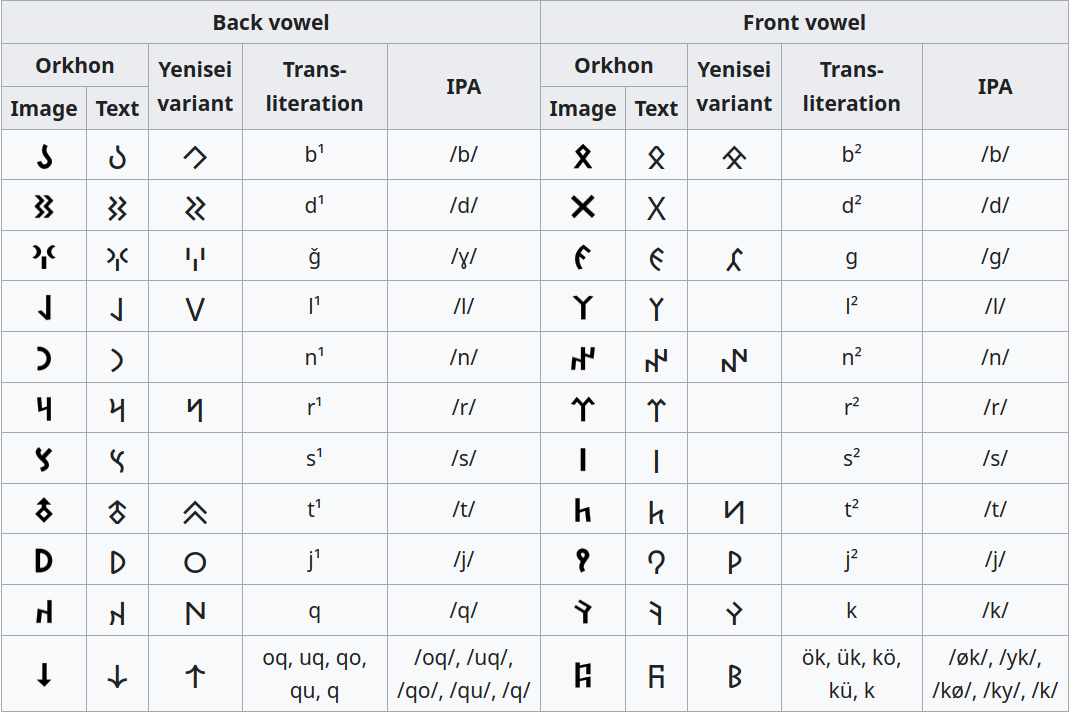 Back vowel Front vowel
Orkhon Yenisei variant Trans-literation IPA Orkhon Yenisei variant Trans-literation IPA
Image Text Image Text
𐰉 𐰉 𐰊 b¹ /b/ 𐰋 𐰋 𐰌 b² /b/
𐰑 𐰑 𐰒 d¹ /d/ 𐰓 𐰓 d² /d/
𐰍 𐰍 𐰎 ğ /ɣ/ 𐰏 𐰏 𐰐 g /g/
𐰞 𐰞 𐰟 l¹ /l/ 𐰠 𐰠 l² /l/
𐰣 𐰣 n¹ /n/ 𐰤 𐰤 𐰥 n² /n/
𐰺 𐰺 𐰻 r¹ /r/ 𐰼 𐰼 r² /r/
𐰽 𐰽 s¹ /s/ 𐰾 𐰾 s² /s/
𐱃 𐱃 𐱄 t¹ /t/ 𐱅 𐱅 𐱆 t² /t/
𐰖 𐰖 𐰗 j¹ /j/ 𐰘 𐰘 𐰙 j² /j/
𐰴 𐰴 𐰵 q /q/ 𐰚 𐰚 𐰛 k /k/
𐰸 𐰸 𐰹 oq, uq, qo, qu, q /oq/, /uq/, /qo/, /qu/, /q/ 𐰜 𐰜 𐰝 ök, ük, kö, kü, k /øk/, /yk/, /kø/, /ky/, /k/